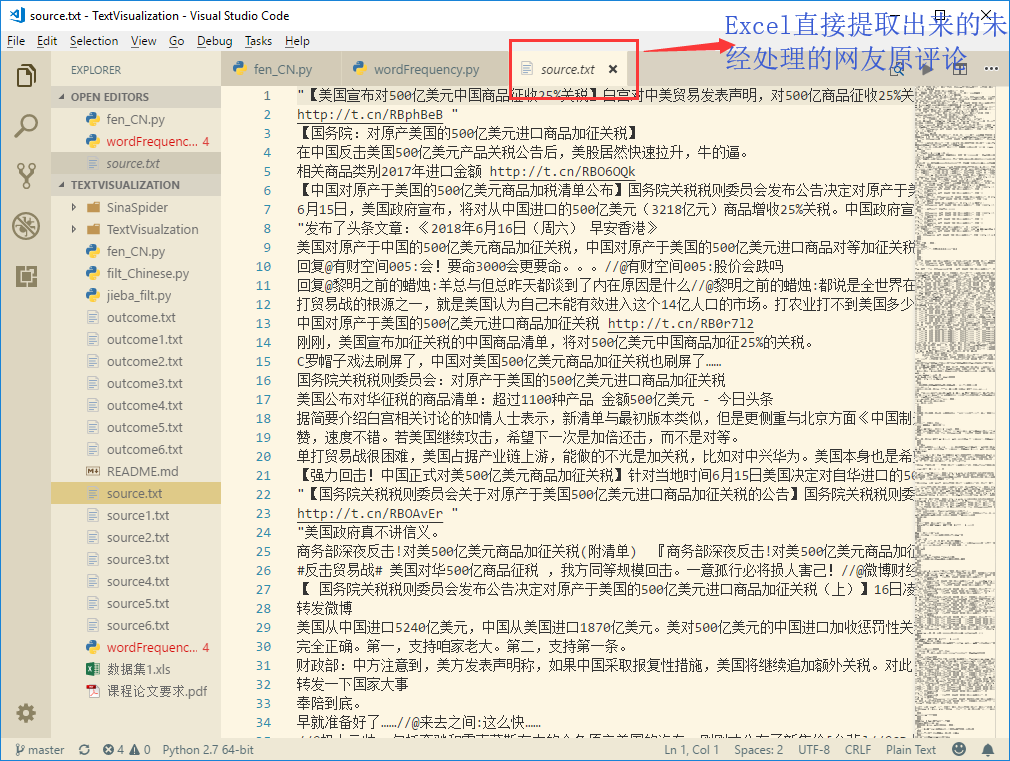 source.txt - TextVisualization - Visual Studio Code
Excel直接提取出来的未
经处理的网友原评论
File Edit Selection View Go Debug Tasks Help
EXPLORER
fen_CN.py
wordFrequency.py
source.txt
OPEN EDITORS
fen_CN.py
wordFrequenc... 4
source.txt
TEXTVISUALIZATION
SinaSpider
TextVisualzation
fen_CN.py
filt_Chinese.py
jieba_filt.py
outcome.txt
outcome1.txt
outcome2.txt
outcome3.txt
outcome4.txt
outcome5.txt
outcome6.txt
README.md
source.txt
source1.txt
source2.txt
source3.txt
source4.txt
source5.txt
source6.txt
wordFrequenc... 4
数据集1.xls
课程论文要求.pdf
1 "【美国宣布对500亿美元中国商品征收25%关税】白宫对中美贸易发表声明，对500亿商品征收25%关
2 http://t.cn/RBphBeB "
3 【国务院：对原产美国的500亿美元进口商品加征关税】
4 在中国反击美国500亿美元产品关税公告后，美股居然快速拉升，牛的逼。
5 相关商品类别2017年进口金额 http://t.cn/RBO6OQk
6 【中国对原产于美国的500亿美元商品加税清单公布】国务院关税税则委员会发布公告决定对原产于美
7 6月15日，美国政府宣布，将对从中国进口的500亿美元（3218亿元）商品增收25%关税。中国政府宣
8 "发布了头条文章：《2018年6月16日（周六） 早安香港》
9 美国对原产于中国的500亿美元商品加征关税，中国对原产于美国的500亿美元进口商品对等加征关税
10 回复@有财空间005:会！要命3000会更要命。。。//@有财空间005:股价会跌吗
11 回复@黎明之前的蜡烛:羊总与但总昨天都谈到了内在原因是什么//@黎明之前的蜡烛:都说是全世界在
12 打贸易战的根源之一，就是美国认为自己未能有效进入这个14亿人口的市场。打农业打不到美国多少
13 中国对原产于美国的500亿美元进口商品加征关税 http://t.cn/RB0r7l2
14 刚刚，美国宣布加征关税的中国商品清单，将对500亿美元中国商品加征25%的关税。
15 C罗帽子戏法刷屏了，中国对美国500亿美元商品加征关税也刷屏了……
16 国务院关税税则委员会：对原产于美国的500亿美元进口商品加征关税
17 美国公布对华征税的商品清单：超过1100种产品 金额500亿美元 - 今日头条
18 据简要介绍白宫相关讨论的知情人士表示，新清单与最初版本类似，但是更侧重与北京方面《中国制
19 赞，速度不错。若美国继续攻击，希望下一次是加倍还击，而不是对等。
20 单打贸易战很困难，美国占据产业链上游，能做的不光是加关税，比如对中兴华为。美国本身也是希
21 【强力回击！中国正式对美500亿美元商品加征关税】针对当地时间6月15日美国决定对自华进口的50
22 "【国务院关税税则委员会关于对原产于美国500亿美元进口商品加征关税的公告】国务院关税税则委
23 http://t.cn/RBOAvEr "
24 "美国政府真不讲信义。
25 商务部深夜反击!对美500亿美元商品加征关税(附清单) 『商务部深夜反击!对美500亿美元商品加征
26 #反击贸易战# 美国对华500亿商品征税 ，我方同等规模回击。一意孤行必将损人害己！//@微博财经
27 【 国务院关税税则委员会发布公告决定对原产于美国的500亿美元进口商品加征关税（上）】16日凌
28 转发微博
29 美国从中国进口5240亿美元，中国从美国进口1870亿美元。美对500亿美元的中国进口加收惩罚性关
30 完全正确。第一，支持咱家老大。第二，支持第一条。
31 财政部：中方注意到，美方发表声明称，如果中国采取报复性措施，美国将继续追加额外关税。对此
32 转发一下国家大事
33 奉陪到底。
34 早就准备好了……//@来去之间:这么快……
master 4 0 Python 2.7 64-bit Ln 1, Col 1 Spaces: 2 UTF-8 CRLF Plain Text